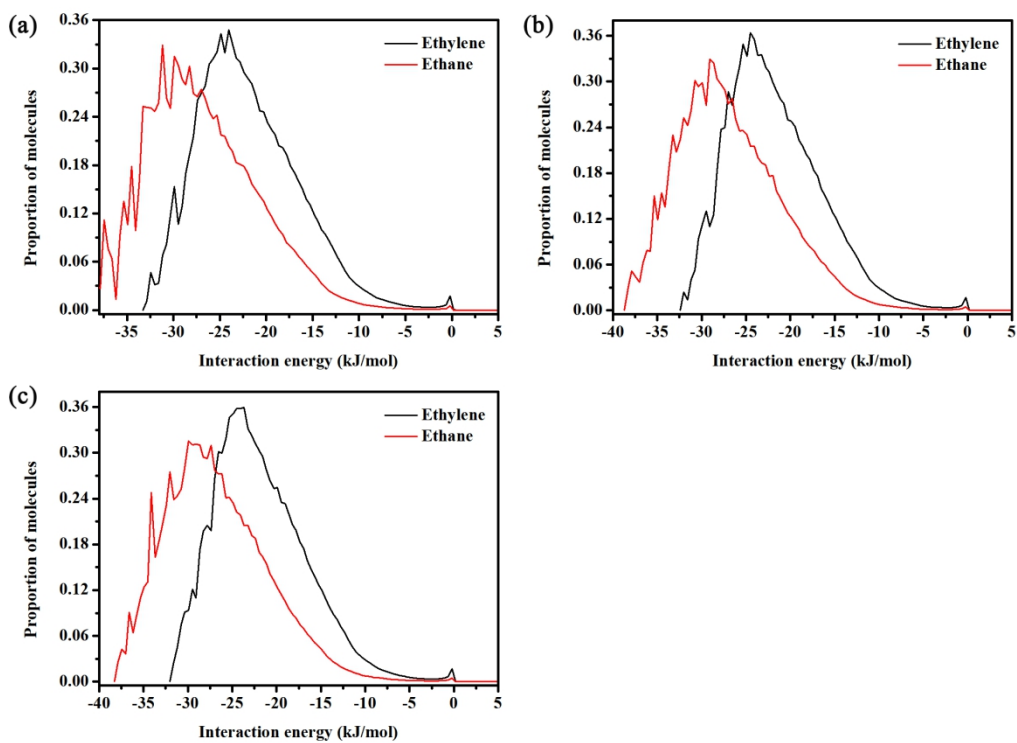 (a)
Proportion of molecules
0.36
0.30
0.24
0.18
0.12
0.06
0.00
Ethylene
Ethane
-35 -30 -25 -20 -15 -10 -5 0 5
Interaction energy (kJ/mol)
(b)
Proportion of molecules
0.36
0.30
0.24
0.18
0.12
0.06
0.00
Ethylene
Ethane
-40 -35 -30 -25 -20 -15 -10 -5 0 5
Interaction energy (kJ/mol)
(c)
Proportion of molecules
0.36
0.30
0.24
0.18
0.12
0.06
0.00
Ethylene
Ethane
-40 -35 -30 -25 -20 -15 -10 -5 0 5
Interaction energy (kJ/mol)